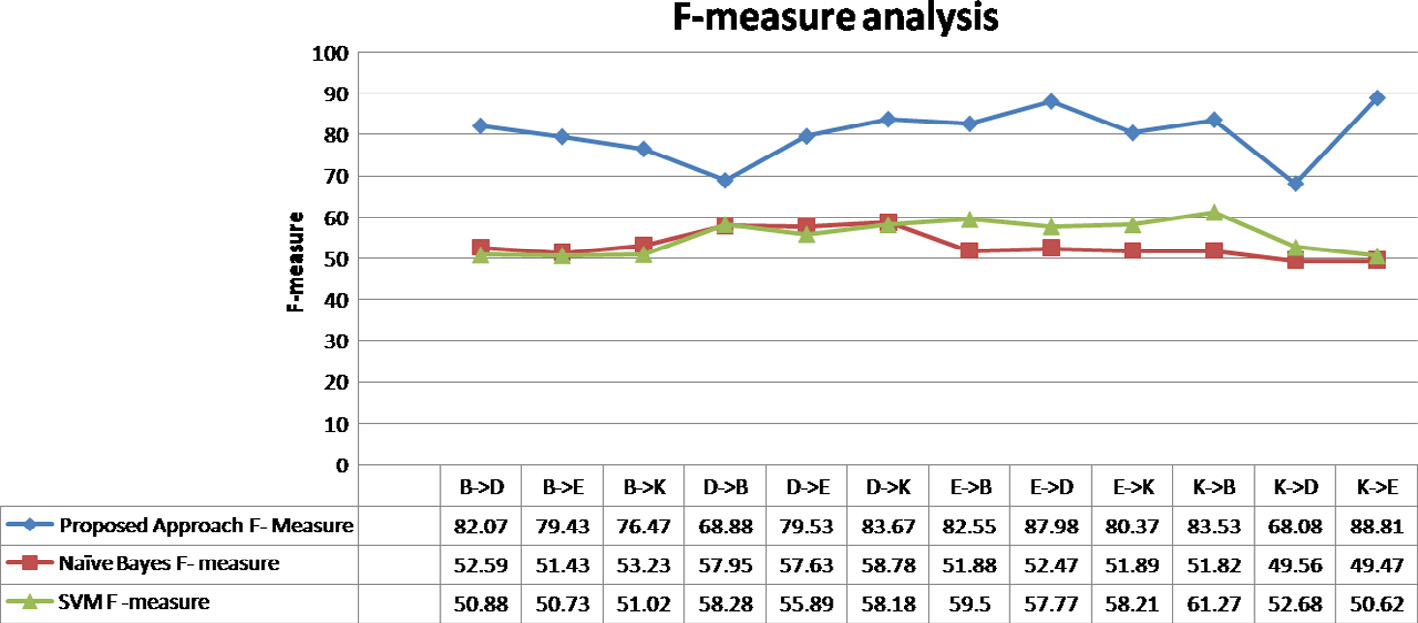 F-measure analysis
100
90
80
70
60
50
40
30
20
10
0
F-measure
B->D B->E B->K D->B D->E D->K E->B E->D E->K K->B K->D K->E
Proposed Approach F- Measure 82.07 79.43 76.47 68.88 79.53 83.67 82.55 87.98 80.37 83.53 68.08 88.81
Naïve Bayes F- measure 52.59 51.43 53.23 57.95 57.63 58.78 51.88 52.47 51.89 51.82 49.56 49.47
SVM F -measure 50.88 50.73 51.02 58.28 55.89 58.18 59.5 57.77 58.21 61.27 52.68 50.62